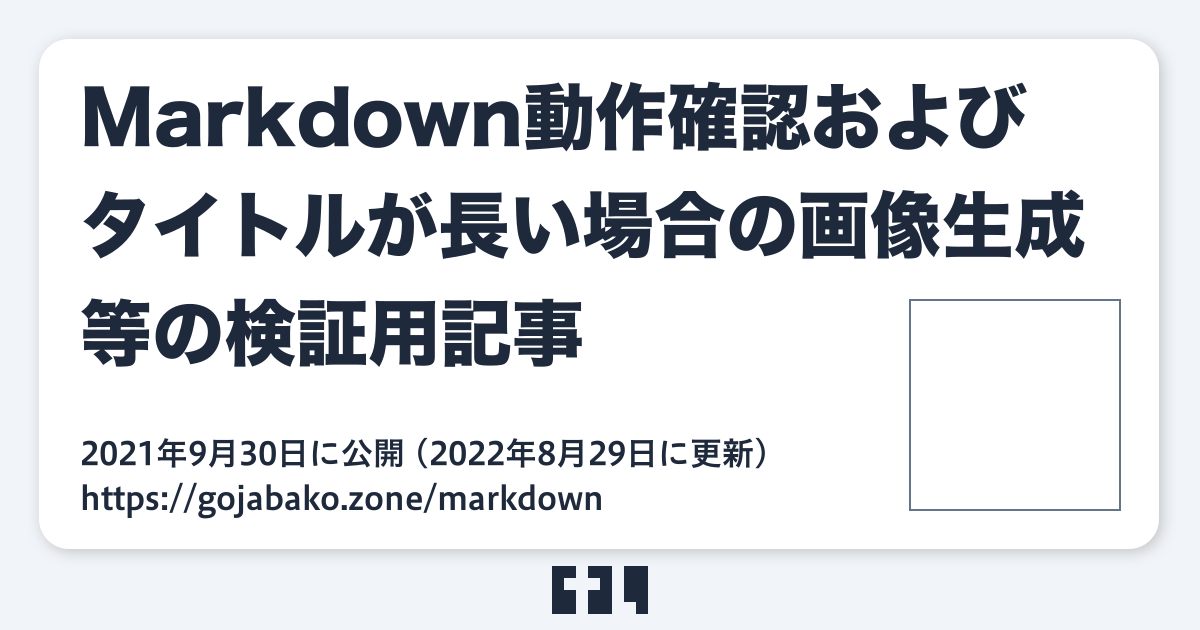 Markdown動作確認および
タイトルが長い場合の画像生成
等の検証用記事
2021年9月30日に公開（2022年8月29日に更新）
https://gojabako.zone/markdown